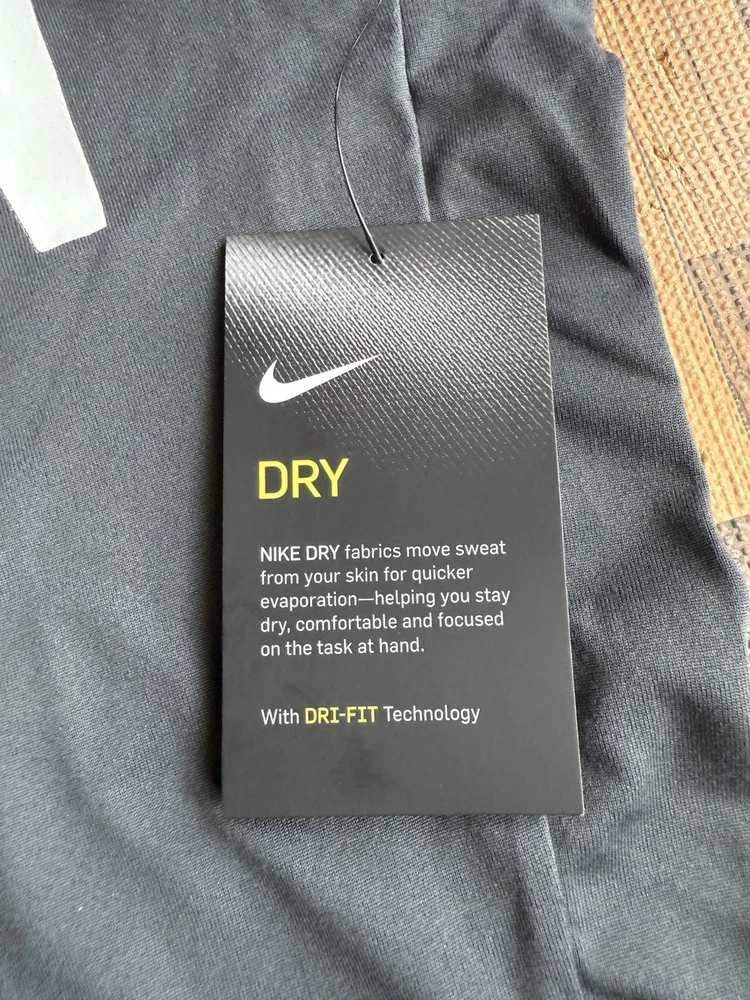 DRY
NIKE DRY fabrics move sweat
from your skin for quicker
evaporation—helping you stay
dry, comfortable and focused
on the task at hand.
With DRI-FIT Technology